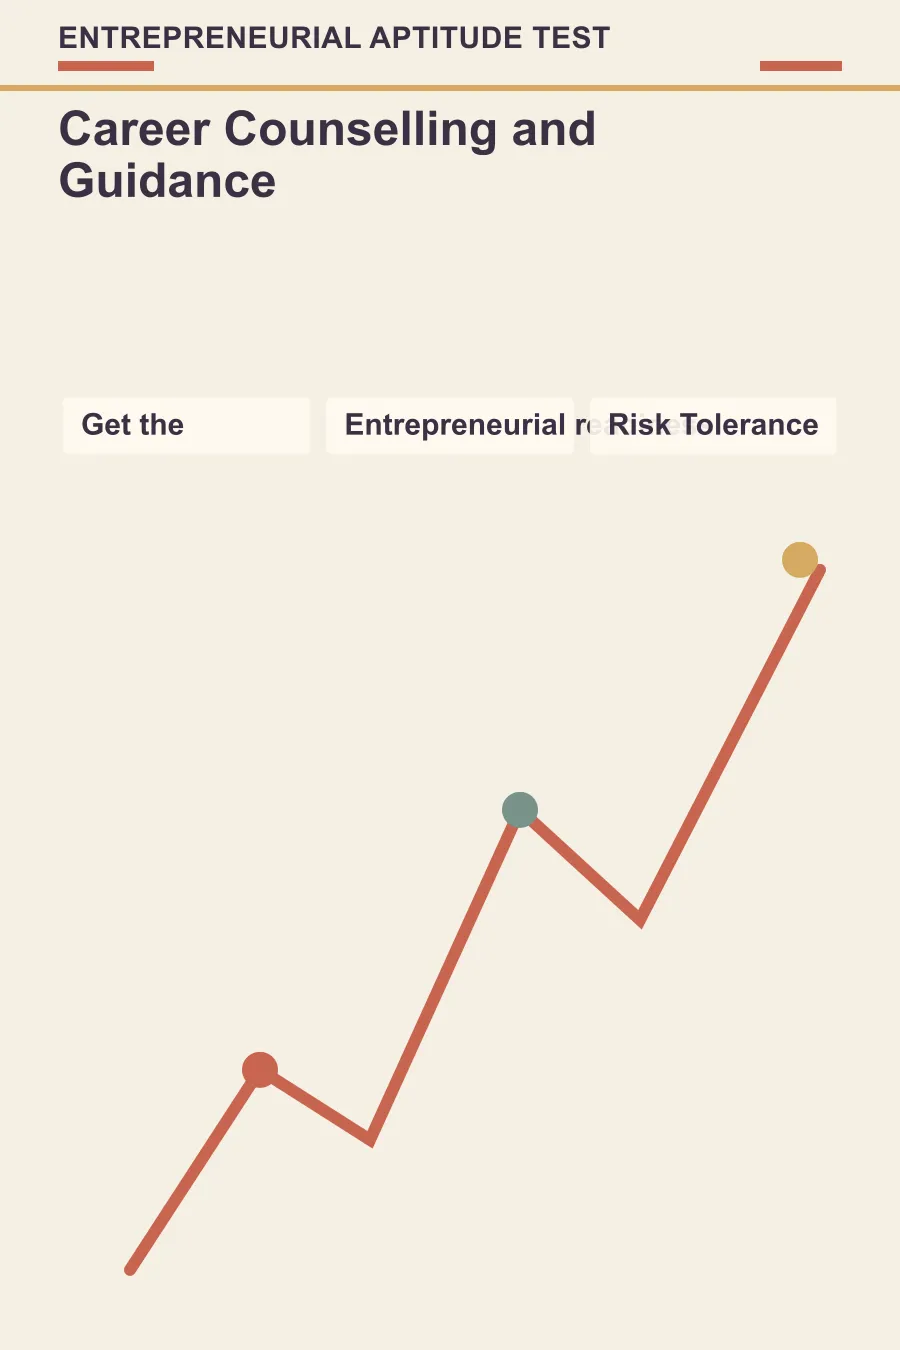 ENTREPRENEURIAL APTITUDE TEST
Career Counselling and
Guidance
Get the
Entrepreneurial
Risk Tolerance